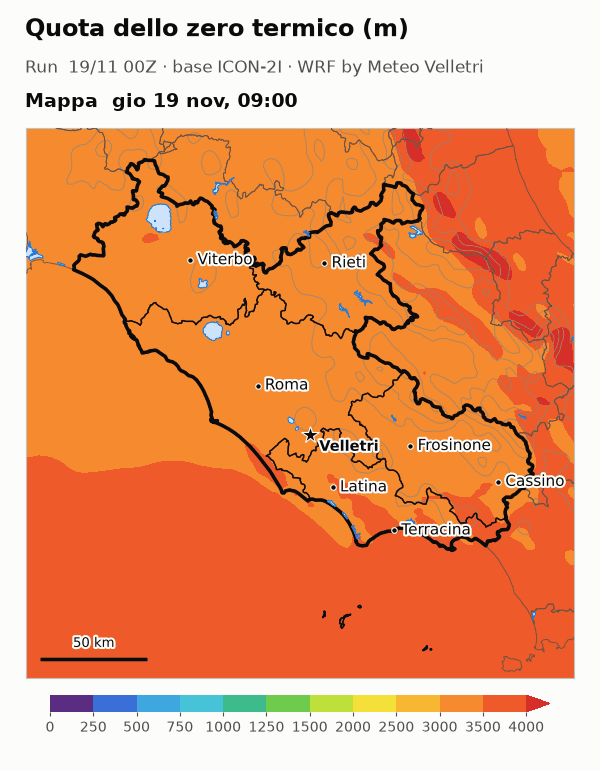 Quota dello zero termico (m)
Run  19/11 00Z · base ICON-2I · WRF by Meteo Velletri
Mappa  gio 19 nov, 09:00
Viterbo
Rieti
Roma
Velletri
Frosinone
Latina
Cassino
Terracina
50 km
0 250 500 750 1000 1250 1500 2000 2500 3000 3500 4000